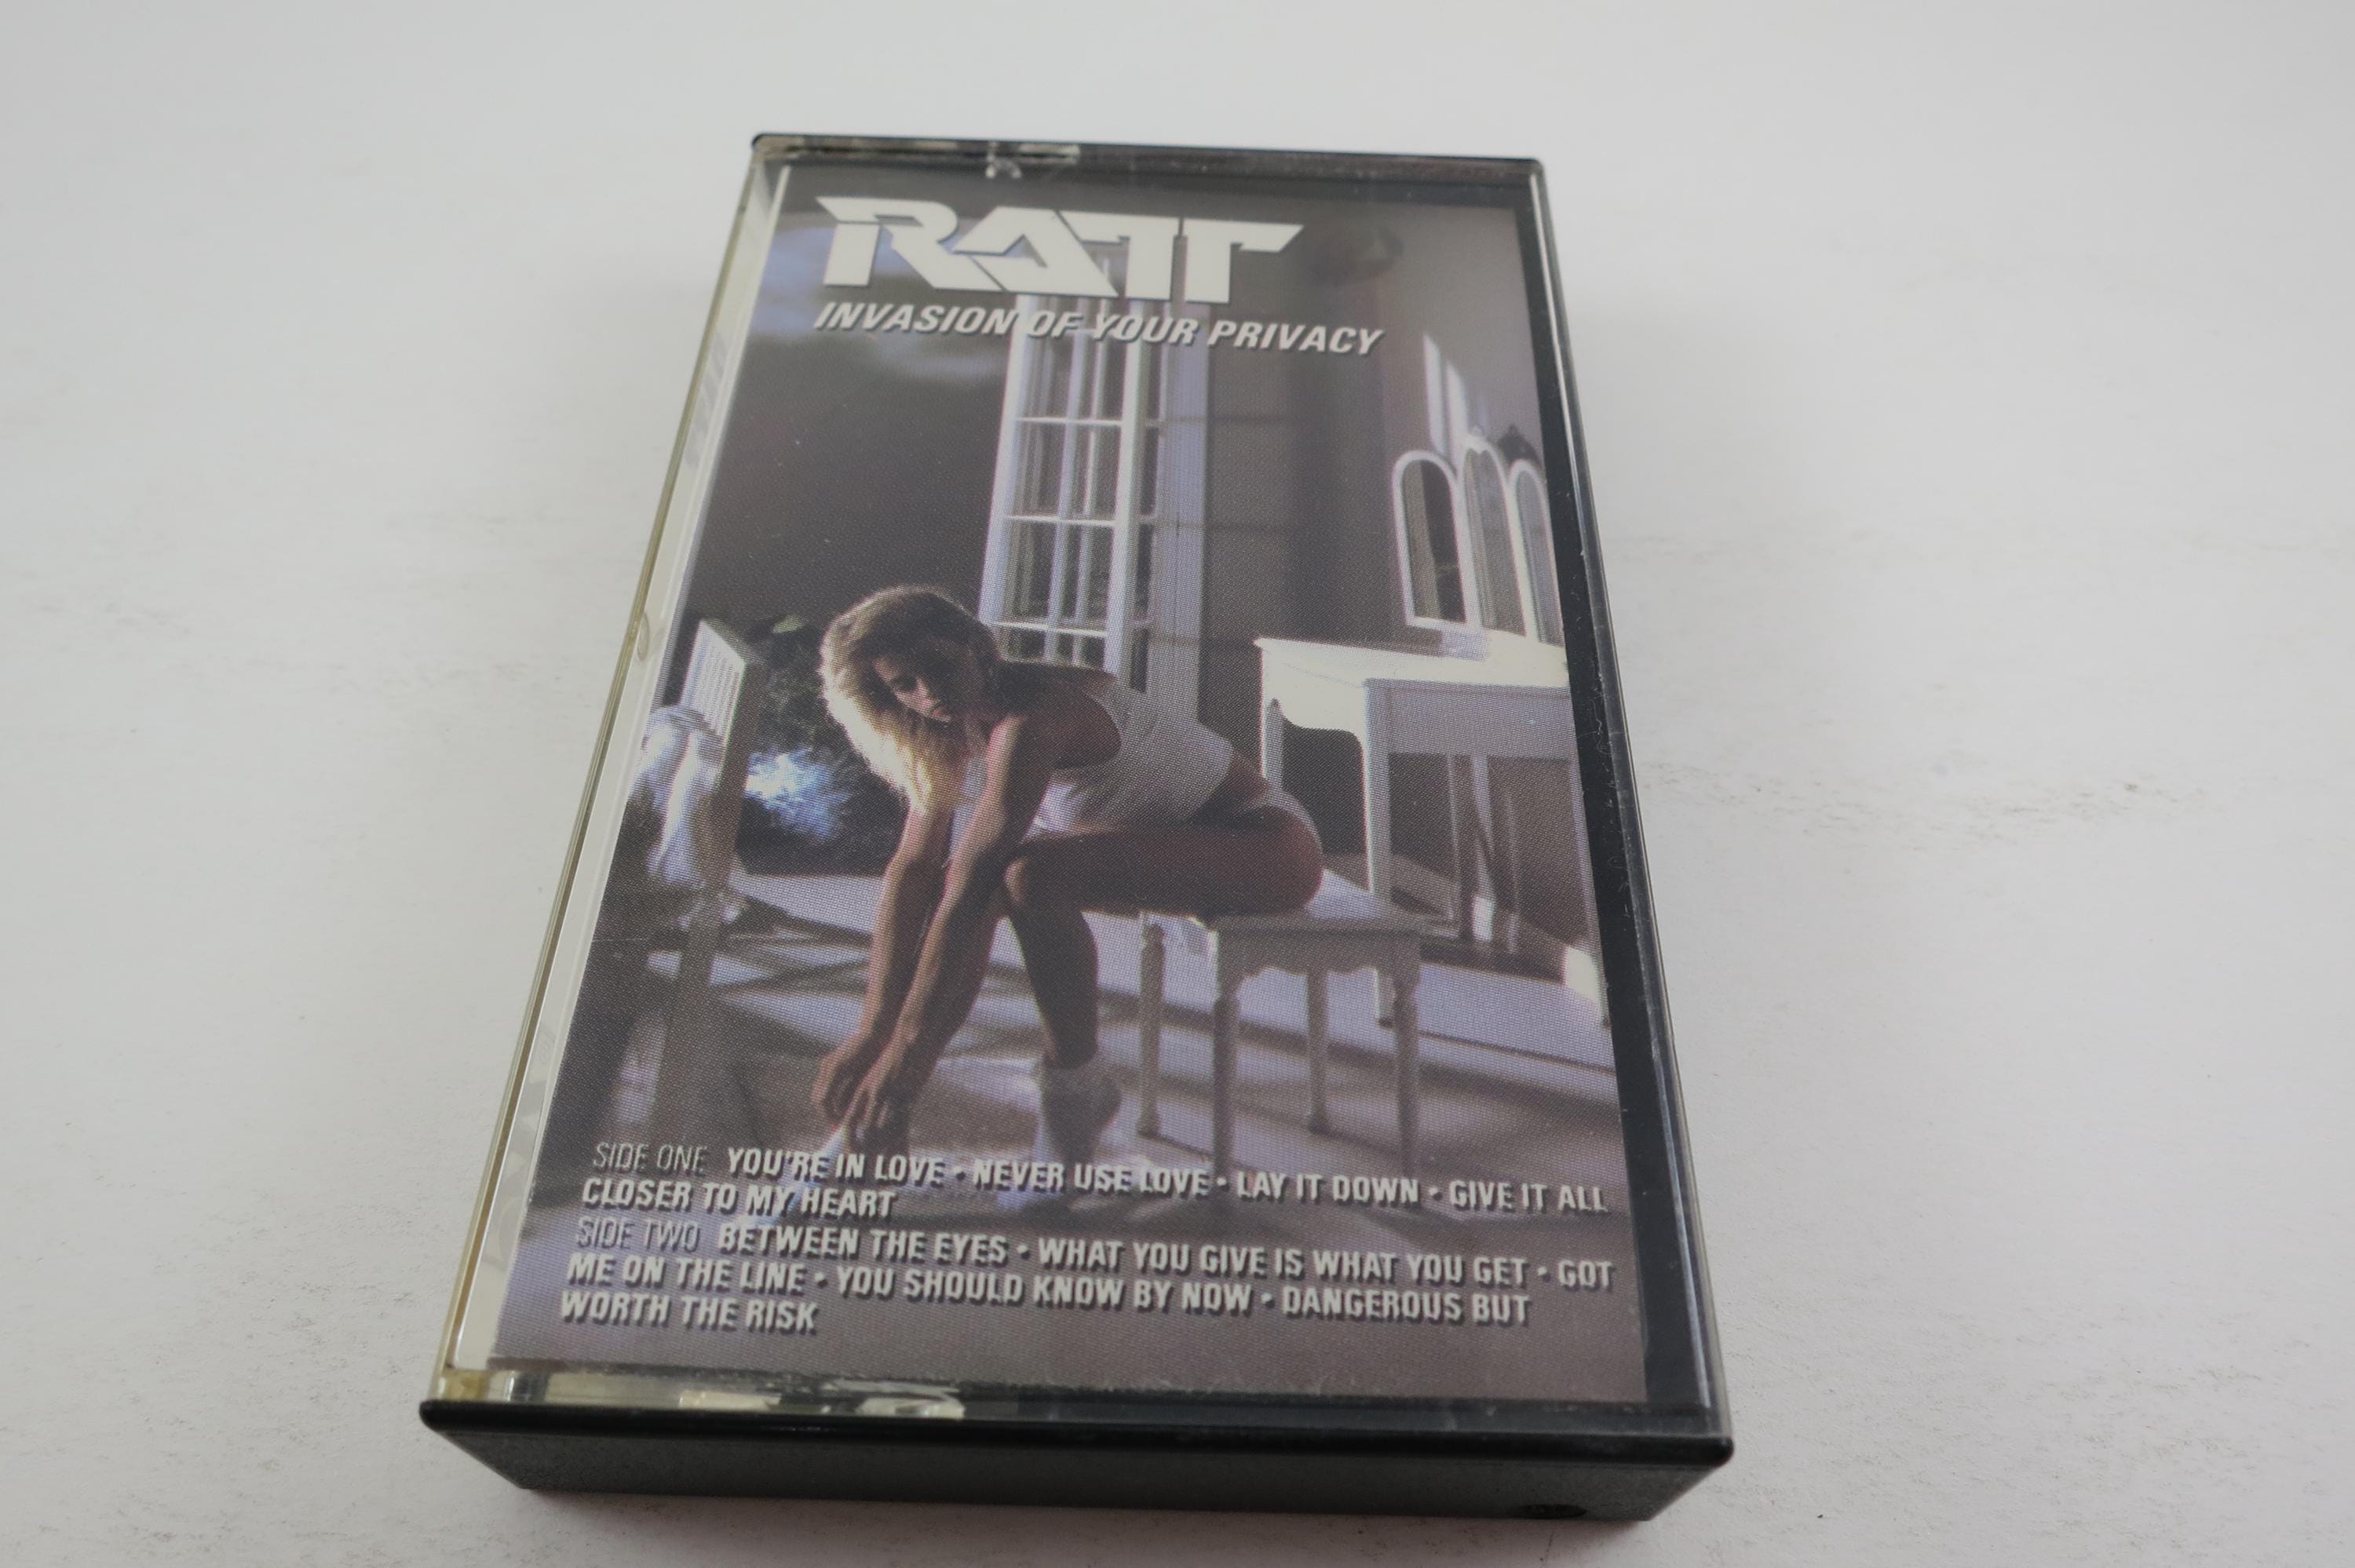 RATT
INVASION OF YOUR PRIVACY
SIDE ONE YOU'RE IN LOVE • NEVER USE LOVE • LAY IT DOWN • GIVE IT ALL
CLOSER TO MY HEART
SIDE TWO BETWEEN THE EYES • WHAT YOU GIVE IS WHAT YOU GET • GOT
ME ON THE LINE • YOU SHOULD KNOW BY NOW • DANGEROUS BUT
WORTH THE RISK